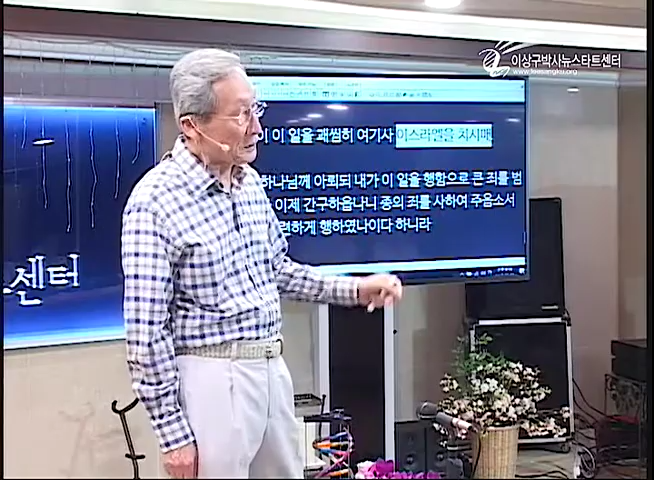 이상구박사뉴스타트센터
www.leesangku.org
이 일을 괘씸히 여기사 이스라엘을 치시매
하나님께 아뢰되 내가 이 일을 행함으로 큰 죄를 범
이제 간구하옵나니 종의 죄를 사하여 주옵소서
련하게 행하였나이다 하니라
센터